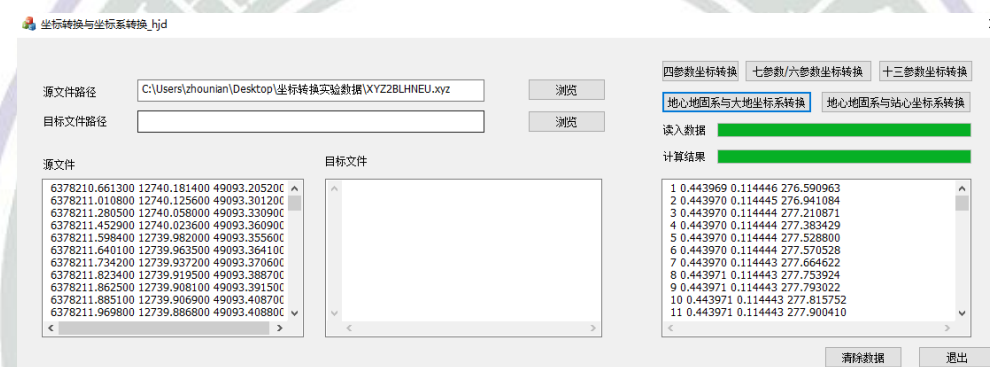 坐标转换与坐标系转换_hjd
四参数坐标转换 七参数/六参数坐标转换 十三参数坐标转换
源文件路径 C:\Users\zhounian\Desktop\坐标转换实验数据\XYZ2BLHNEU.xyz 浏览
地心地固系与大地坐标系转换 地心地固系与站心坐标系转换
目标文件路径 浏览
读入数据
计算结果
源文件
目标文件
6378210.661300 12740.181400 49093.205200
6378211.010800 12740.125600 49093.301200
6378211.280500 12740.058000 49093.330900
6378211.452900 12740.023600 49093.360900
6378211.598400 12739.982000 49093.355600
6378211.640100 12739.963500 49093.364100
6378211.734200 12739.937200 49093.370600
6378211.823400 12739.919500 49093.388700
6378211.862500 12739.908100 49093.391500
6378211.885100 12739.906900 49093.408700
6378211.969800 12739.886800 49093.408800
1 0.443969 0.114446 276.590963
2 0.443970 0.114445 276.941084
3 0.443970 0.114444 277.210871
4 0.443970 0.114444 277.383429
5 0.443970 0.114444 277.528800
6 0.443970 0.114444 277.570528
7 0.443970 0.114443 277.664622
8 0.443971 0.114443 277.753924
9 0.443971 0.114443 277.793022
10 0.443971 0.114443 277.815752
11 0.443971 0.114443 277.900410
清除数据 退出